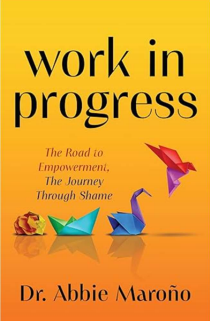 work in
progress
The Road to
Empowerment,
The Journey
Through Shame
Dr. Abbie Maroño